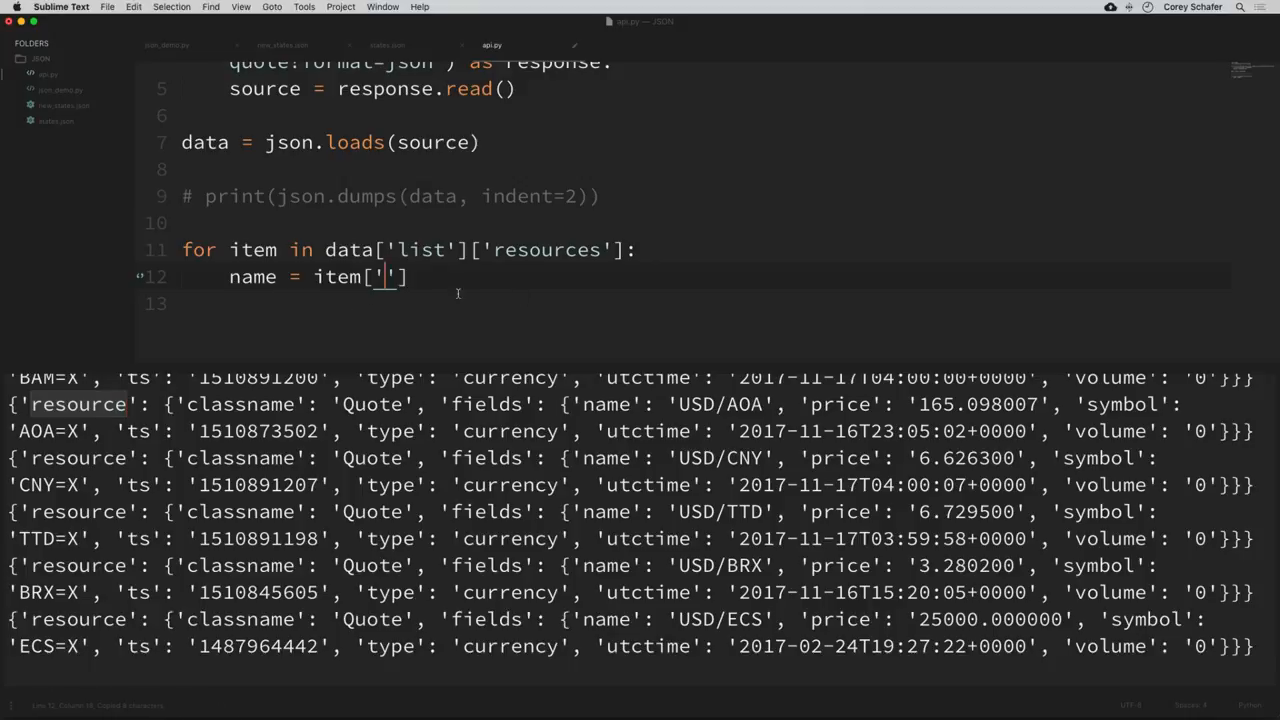 Sublime Text File Edit Selection Find View Goto Tools Project Window Help Corey Schafer
api.py — JSON
FOLDERS
JSON
api.py
json_demo.py
new_states.json
states.json
json_demo.py new_states.json states.json api.py
quote?format=json") as response:
5 source = response.read()
6
7 data = json.loads(source)
8
9 # print(json.dumps(data, indent=2))
10
11 for item in data['list']['resources']:
12 name = item['']
13
'BAM=X', 'ts': '1510891200', 'type': 'currency', 'utctime': '2017-11-17T04:00:00+0000', 'volume': '0'}}}
{'resource': {'classname': 'Quote', 'fields': {'name': 'USD/AOA', 'price': '165.098007', 'symbol':
'AOA=X', 'ts': '1510873502', 'type': 'currency', 'utctime': '2017-11-16T23:05:02+0000', 'volume': '0'}}}
{'resource': {'classname': 'Quote', 'fields': {'name': 'USD/CNY', 'price': '6.626300', 'symbol':
'CNY=X', 'ts': '1510891207', 'type': 'currency', 'utctime': '2017-11-17T04:00:07+0000', 'volume': '0'}}}
{'resource': {'classname': 'Quote', 'fields': {'name': 'USD/TTD', 'price': '6.729500', 'symbol':
'TTD=X', 'ts': '1510891198', 'type': 'currency', 'utctime': '2017-11-17T03:59:58+0000', 'volume': '0'}}}
{'resource': {'classname': 'Quote', 'fields': {'name': 'USD/BRX', 'price': '3.280200', 'symbol':
'BRX=X', 'ts': '1510845605', 'type': 'currency', 'utctime': '2017-11-16T15:20:05+0000', 'volume': '0'}}}
{'resource': {'classname': 'Quote', 'fields': {'name': 'USD/ECS', 'price': '25000.000000', 'symbol':
'ECS=X', 'ts': '1487964442', 'type': 'currency', 'utctime': '2017-02-24T19:27:22+0000', 'volume': '0'}}}
Line 12, Column 16, Copied 8 characters UTF-8 Spaces: 4 Python